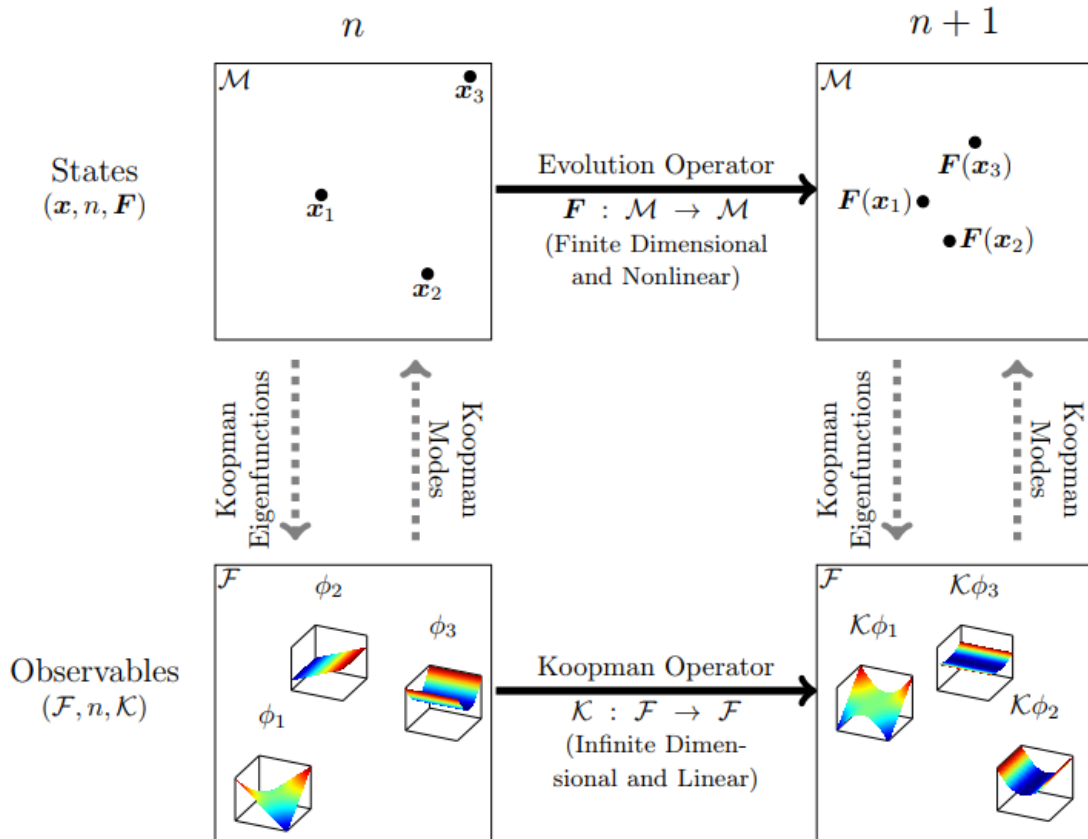 n
n + 1
ℳ
x₃
x₁
x₂
States
(x, n, F)
Evolution Operator
F : ℳ → ℳ
(Finite Dimensional
and Nonlinear)
ℳ
F(x₃)
F(x₁)
F(x₂)
Koopman
Eigenfunctions
Koopman
Modes
Koopman
Eigenfunctions
Koopman
Modes
ℱ
ϕ₂
ϕ₃
ϕ₁
Observables
(ℱ, n, 𝒦)
Koopman Operator
𝒦 : ℱ → ℱ
(Infinite Dimen-
sional and Linear)
ℱ
𝒦ϕ₃
𝒦ϕ₁
𝒦ϕ₂